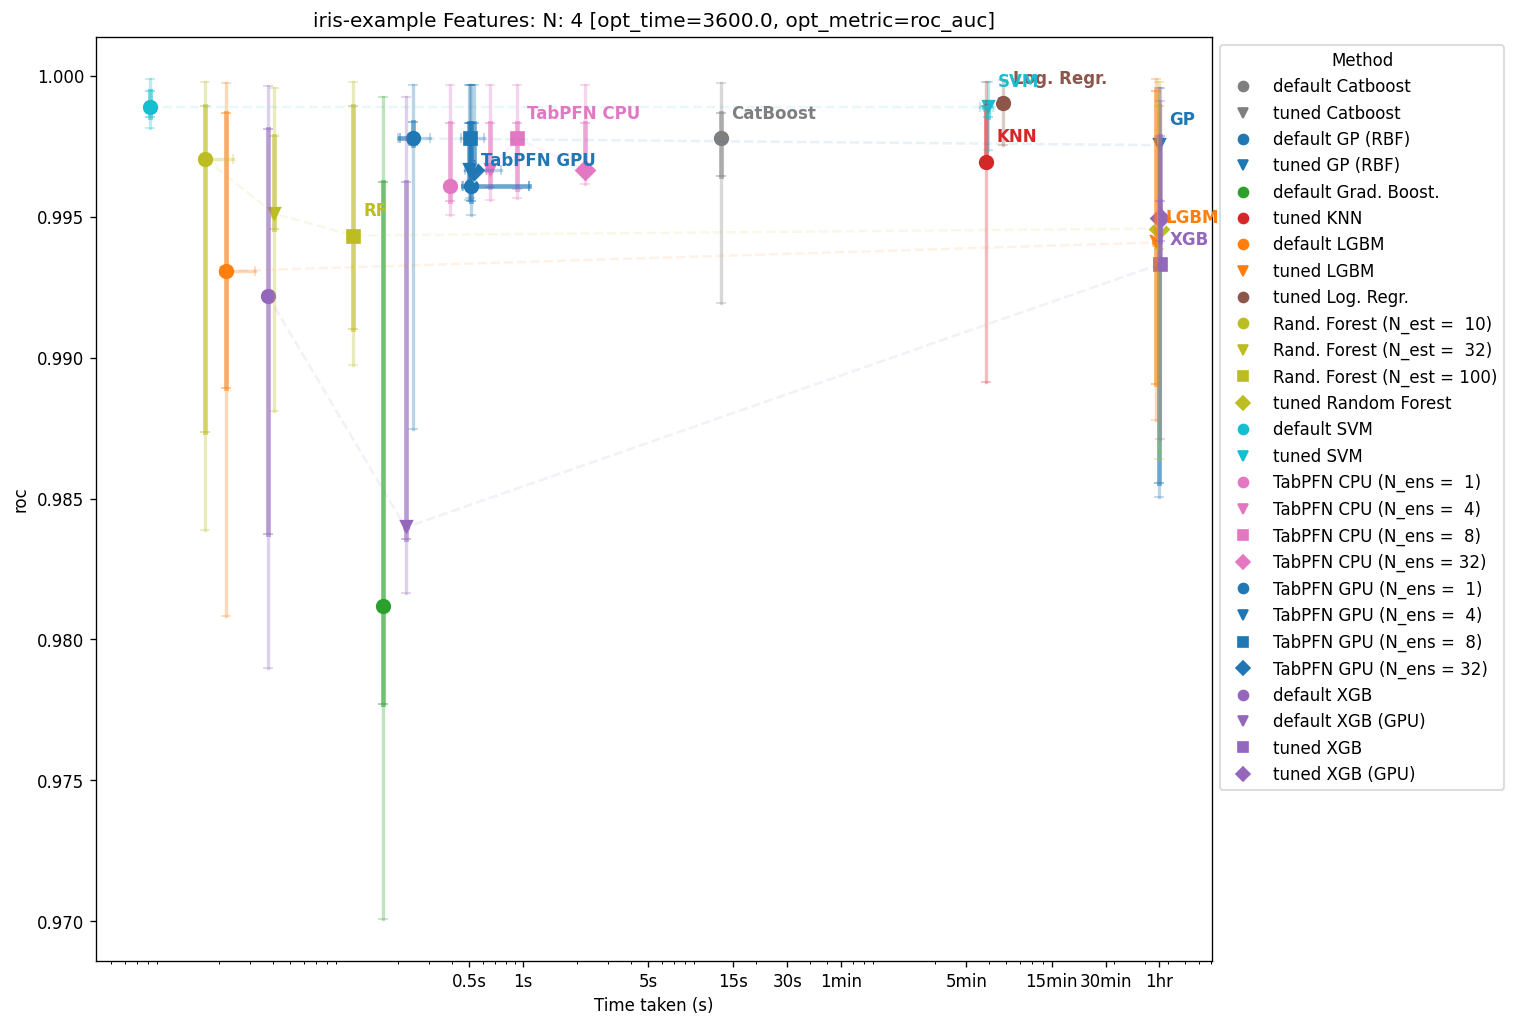 iris-example Features: N: 4 [opt_time=3600.0, opt_metric=roc_auc]
roc
1.000
0.995
0.990
0.985
0.980
0.975
0.970
SVM
Log. Regr.
TabPFN CPU
CatBoost
GP
KNN
TabPFN GPU
RF
LGBM
XGB
0.5s 1s 5s 15s 30s 1min 5min 15min 30min 1hr
Time taken (s)
Method
default Catboost
tuned Catboost
default GP (RBF)
tuned GP (RBF)
default Grad. Boost.
tuned KNN
default LGBM
tuned LGBM
tuned Log. Regr.
Rand. Forest (N_est =  10)
Rand. Forest (N_est =  32)
Rand. Forest (N_est = 100)
tuned Random Forest
default SVM
tuned SVM
TabPFN CPU (N_ens =  1)
TabPFN CPU (N_ens =  4)
TabPFN CPU (N_ens =  8)
TabPFN CPU (N_ens = 32)
TabPFN GPU (N_ens =  1)
TabPFN GPU (N_ens =  4)
TabPFN GPU (N_ens =  8)
TabPFN GPU (N_ens = 32)
default XGB
default XGB (GPU)
tuned XGB
tuned XGB (GPU)